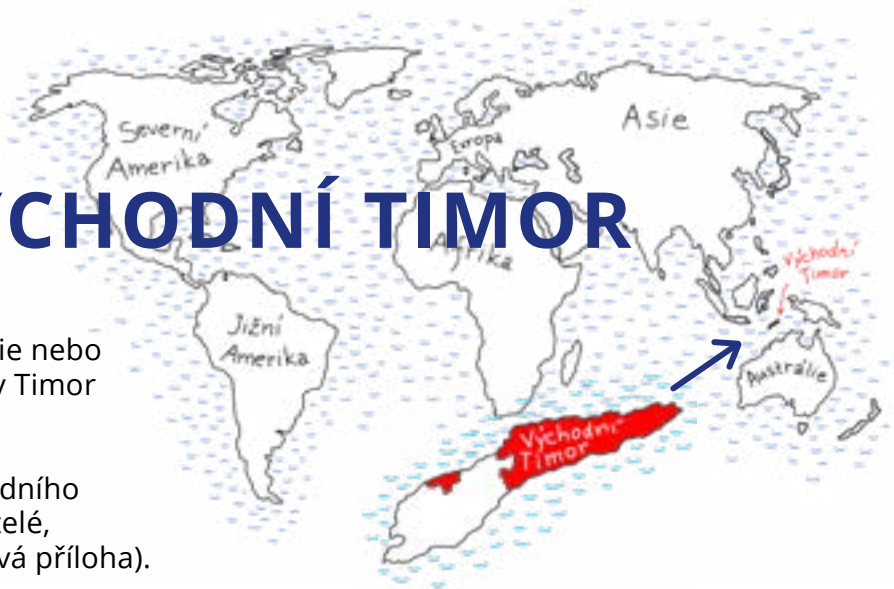 Severní
Amerika
Evropa
Asie
ÝCHODNÍ TIMOR
Afrika
Východní
Timor
Jižní
Amerika
ie nebo
v Timor
Austrálie
Východní
Timor
dního
telé,
vá příloha).